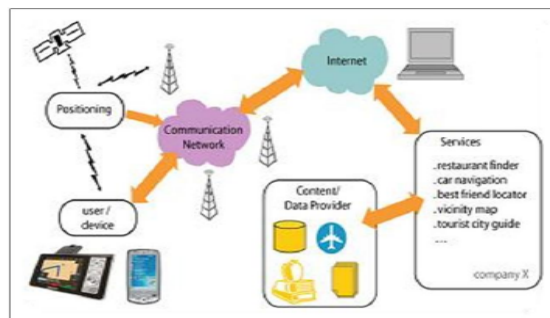 Positioning
Communication
Network
Internet
user /
device
Content/
Data Provider
Services
..restaurant finder
..car navigation
..best friend locator
..vicinity map
..tourist city guide
.....
company X